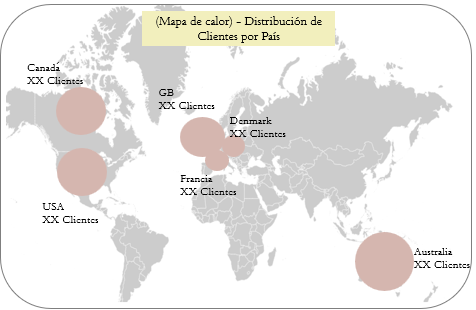 (Mapa de calor) – Distribución de
Clientes por País
Canadá
XX Clientes
GB
XX Clientes
Denmark
XX Clientes
Francia
XX Clientes
USA
XX Clientes
Australia
XX Clientes